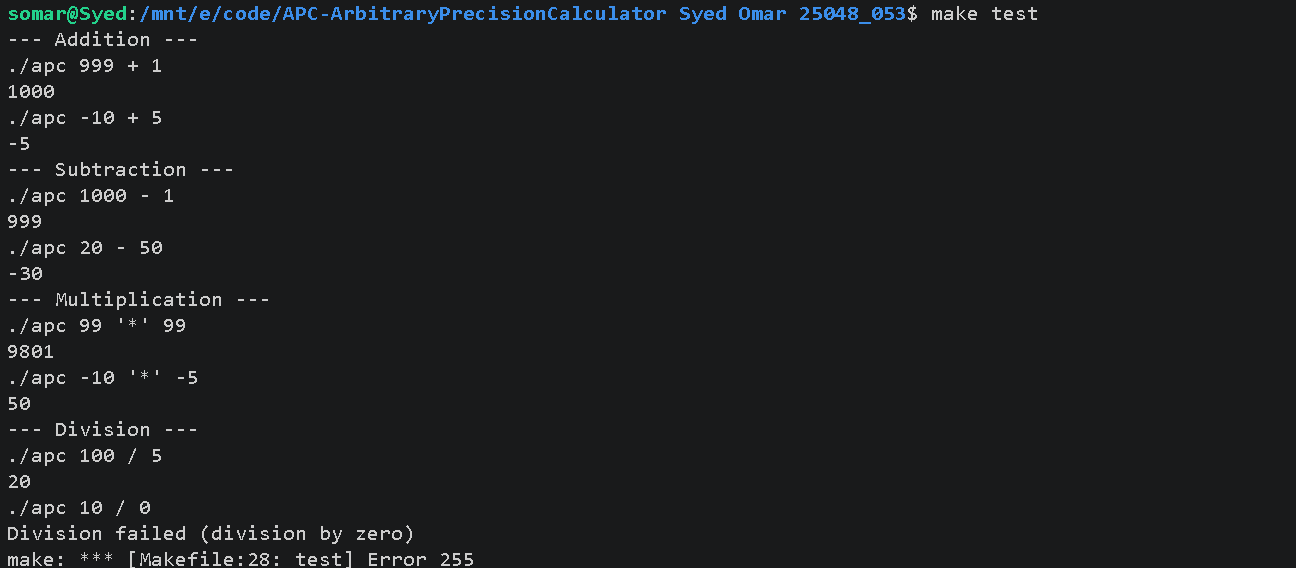 somar@Syed:/mnt/e/code/APC-ArbitraryPrecisionCalculator Syed Omar 25048_053$ make test
--- Addition ---
./apc 999 + 1
1000
./apc -10 + 5
-5
--- Subtraction ---
./apc 1000 - 1
999
./apc 20 - 50
-30
--- Multiplication ---
./apc 99 '*' 99
9801
./apc -10 '*' -5
50
--- Division ---
./apc 100 / 5
20
./apc 10 / 0
Division failed (division by zero)
make: *** [Makefile:28: test] Error 255